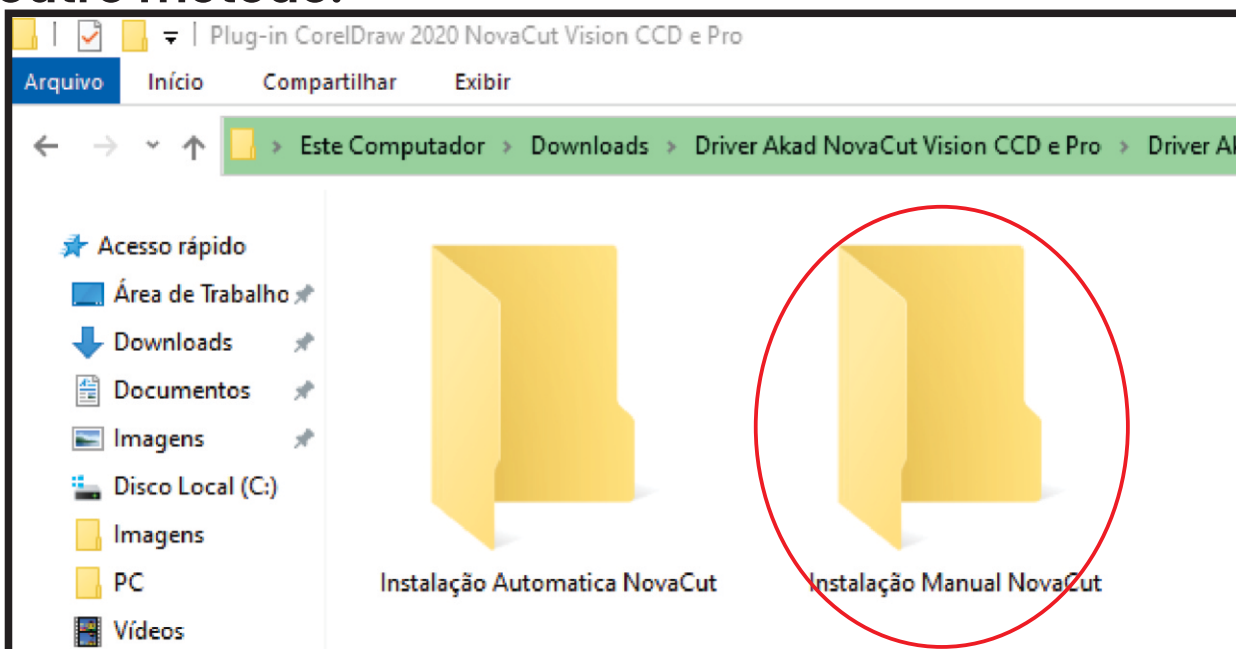 outro método.
Plug-in CorelDraw 2020 NovaCut Vision CCD e Pro
Arquivo Início Compartilhar Exibir
Este Computador > Downloads > Driver Akad NovaCut Vision CCD e Pro >
Acesso rápido
Área de Trabalho
Downloads
Documentos
Imagens
Disco Local (C:)
Imagens
PC
Vídeos
Instalação Automatica NovaCut
Instalação Manual NovaCut